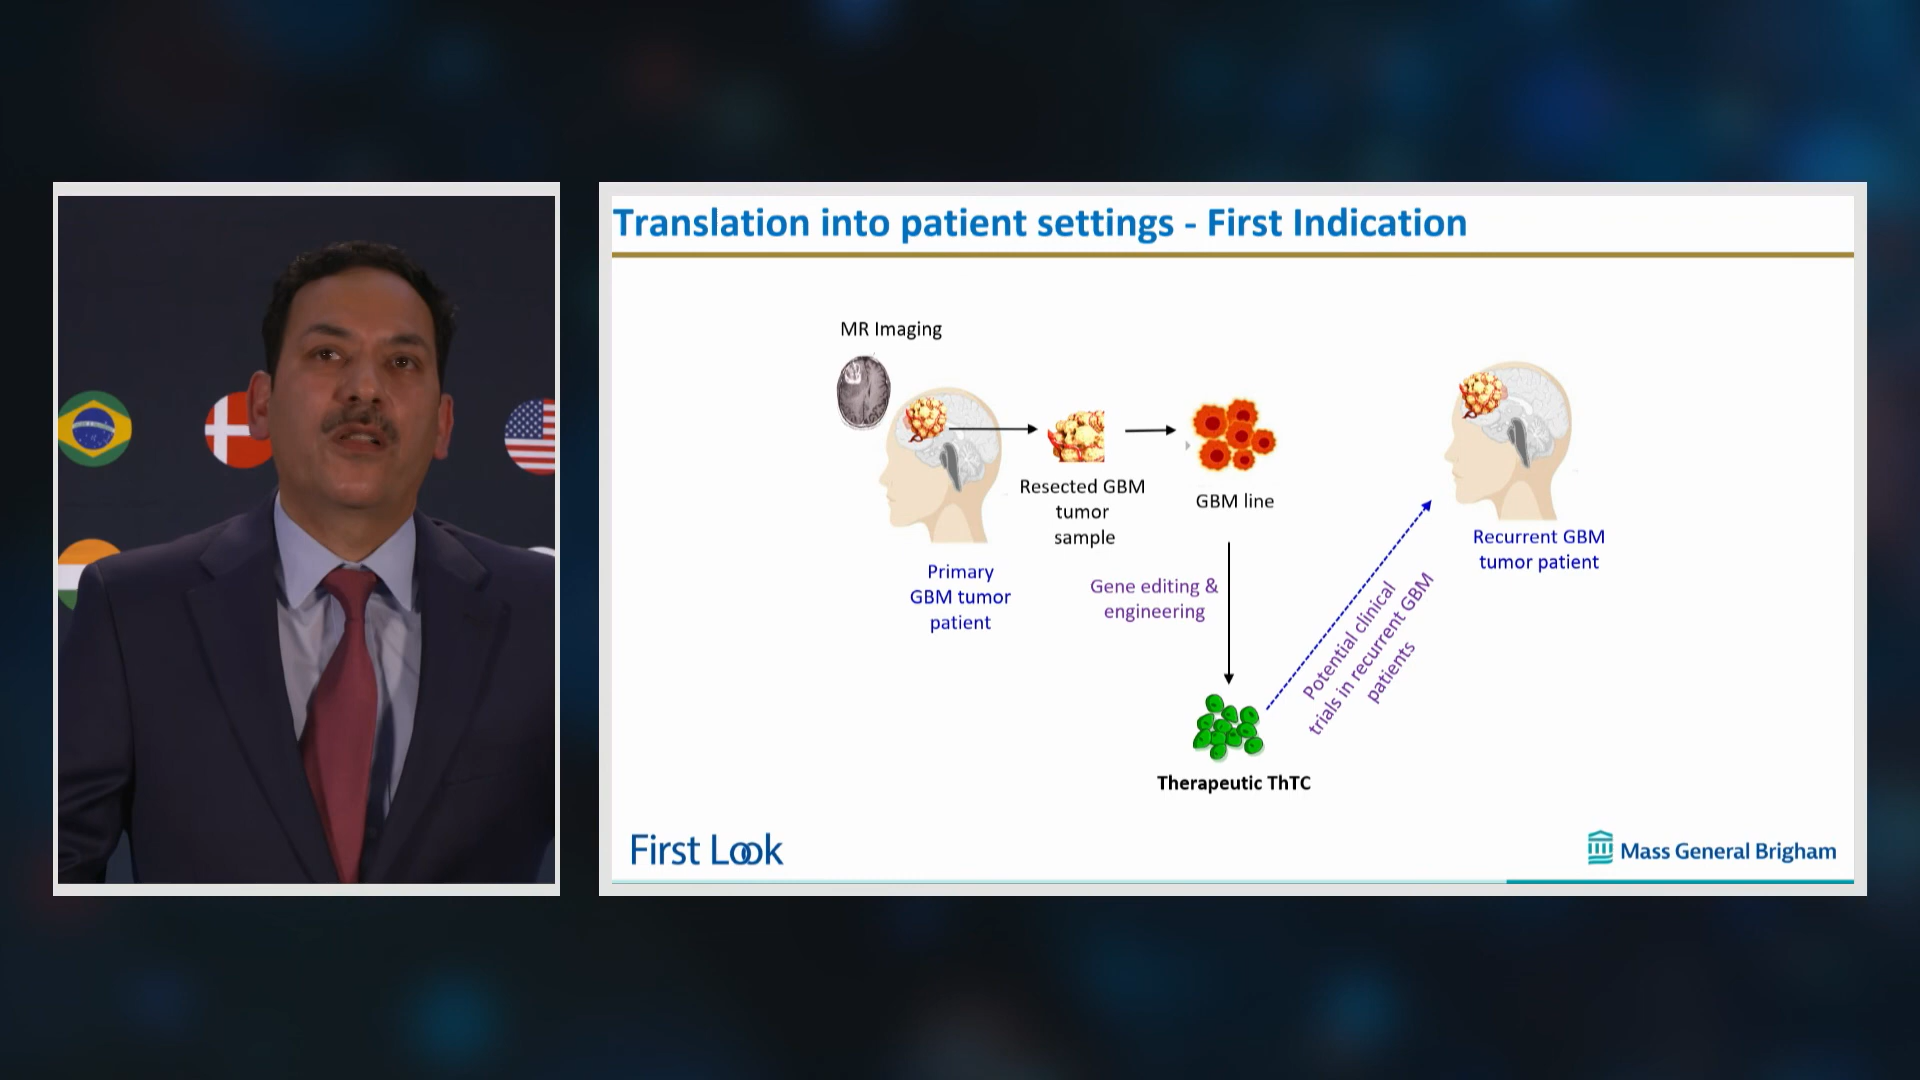 Translation into patient settings - First Indication
MR Imaging
Resected GBM
tumor
sample
GBM line
Primary
GBM tumor
patient
Gene editing &
engineering
Therapeutic ThTC
Potential clinical
trials in recurrent GBM
patients
Recurrent GBM
tumor patient
First Look
Mass General Brigham